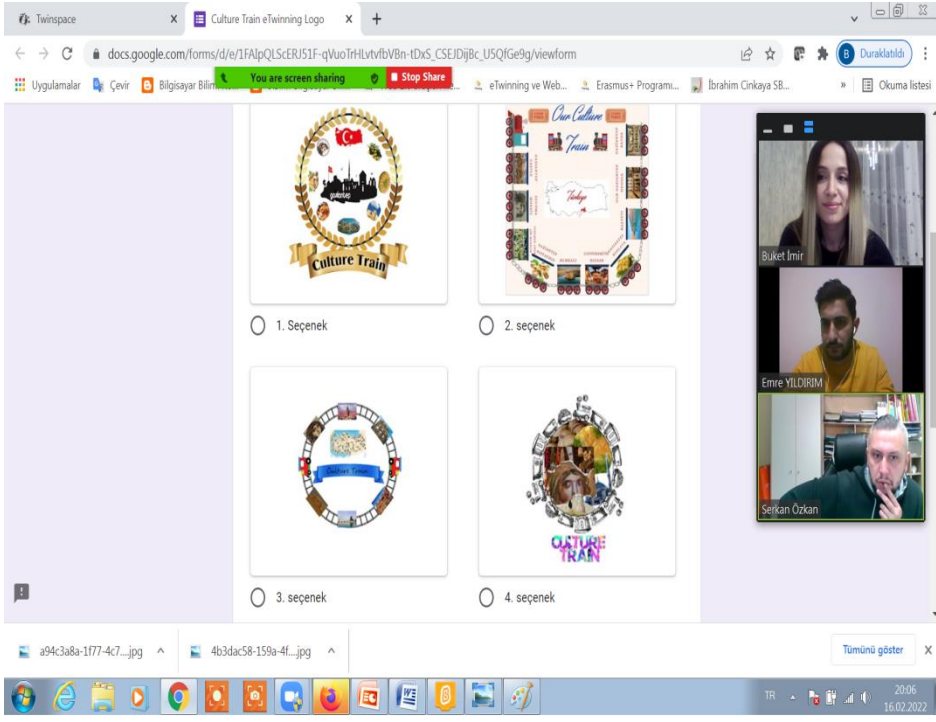 Twinspace
Culture Train eTwinning Logo
docs.google.com/forms/d/e/1FAIpQLScERJ51F-qVuoTrHLvtvfbVBn-tDxS_CSEJDijBc_U5QfGe9g/viewform
B Duraklatıldı
Uygulamalar
Çevir
Bilgisayar Bilim
You are screen sharing
Stop Share
eTwinning ve Web...
Erasmus+ Programı...
İbrahim Cinkaya SB...
Okuma listesi
gaziantep
Culture Train
Our Culture
Train
Türkiye
1. Seçenek
2. seçenek
Culture Train
CULTURE
TRAIN
3. seçenek
4. seçenek
Buket İmir
Emre YILDIRIM
Serkan Özkan
a94c3a8a-1f77-4c7....jpg
4b3dac58-159a-4f....jpg
Tümünü göster
TR
20:06
16.02.2022